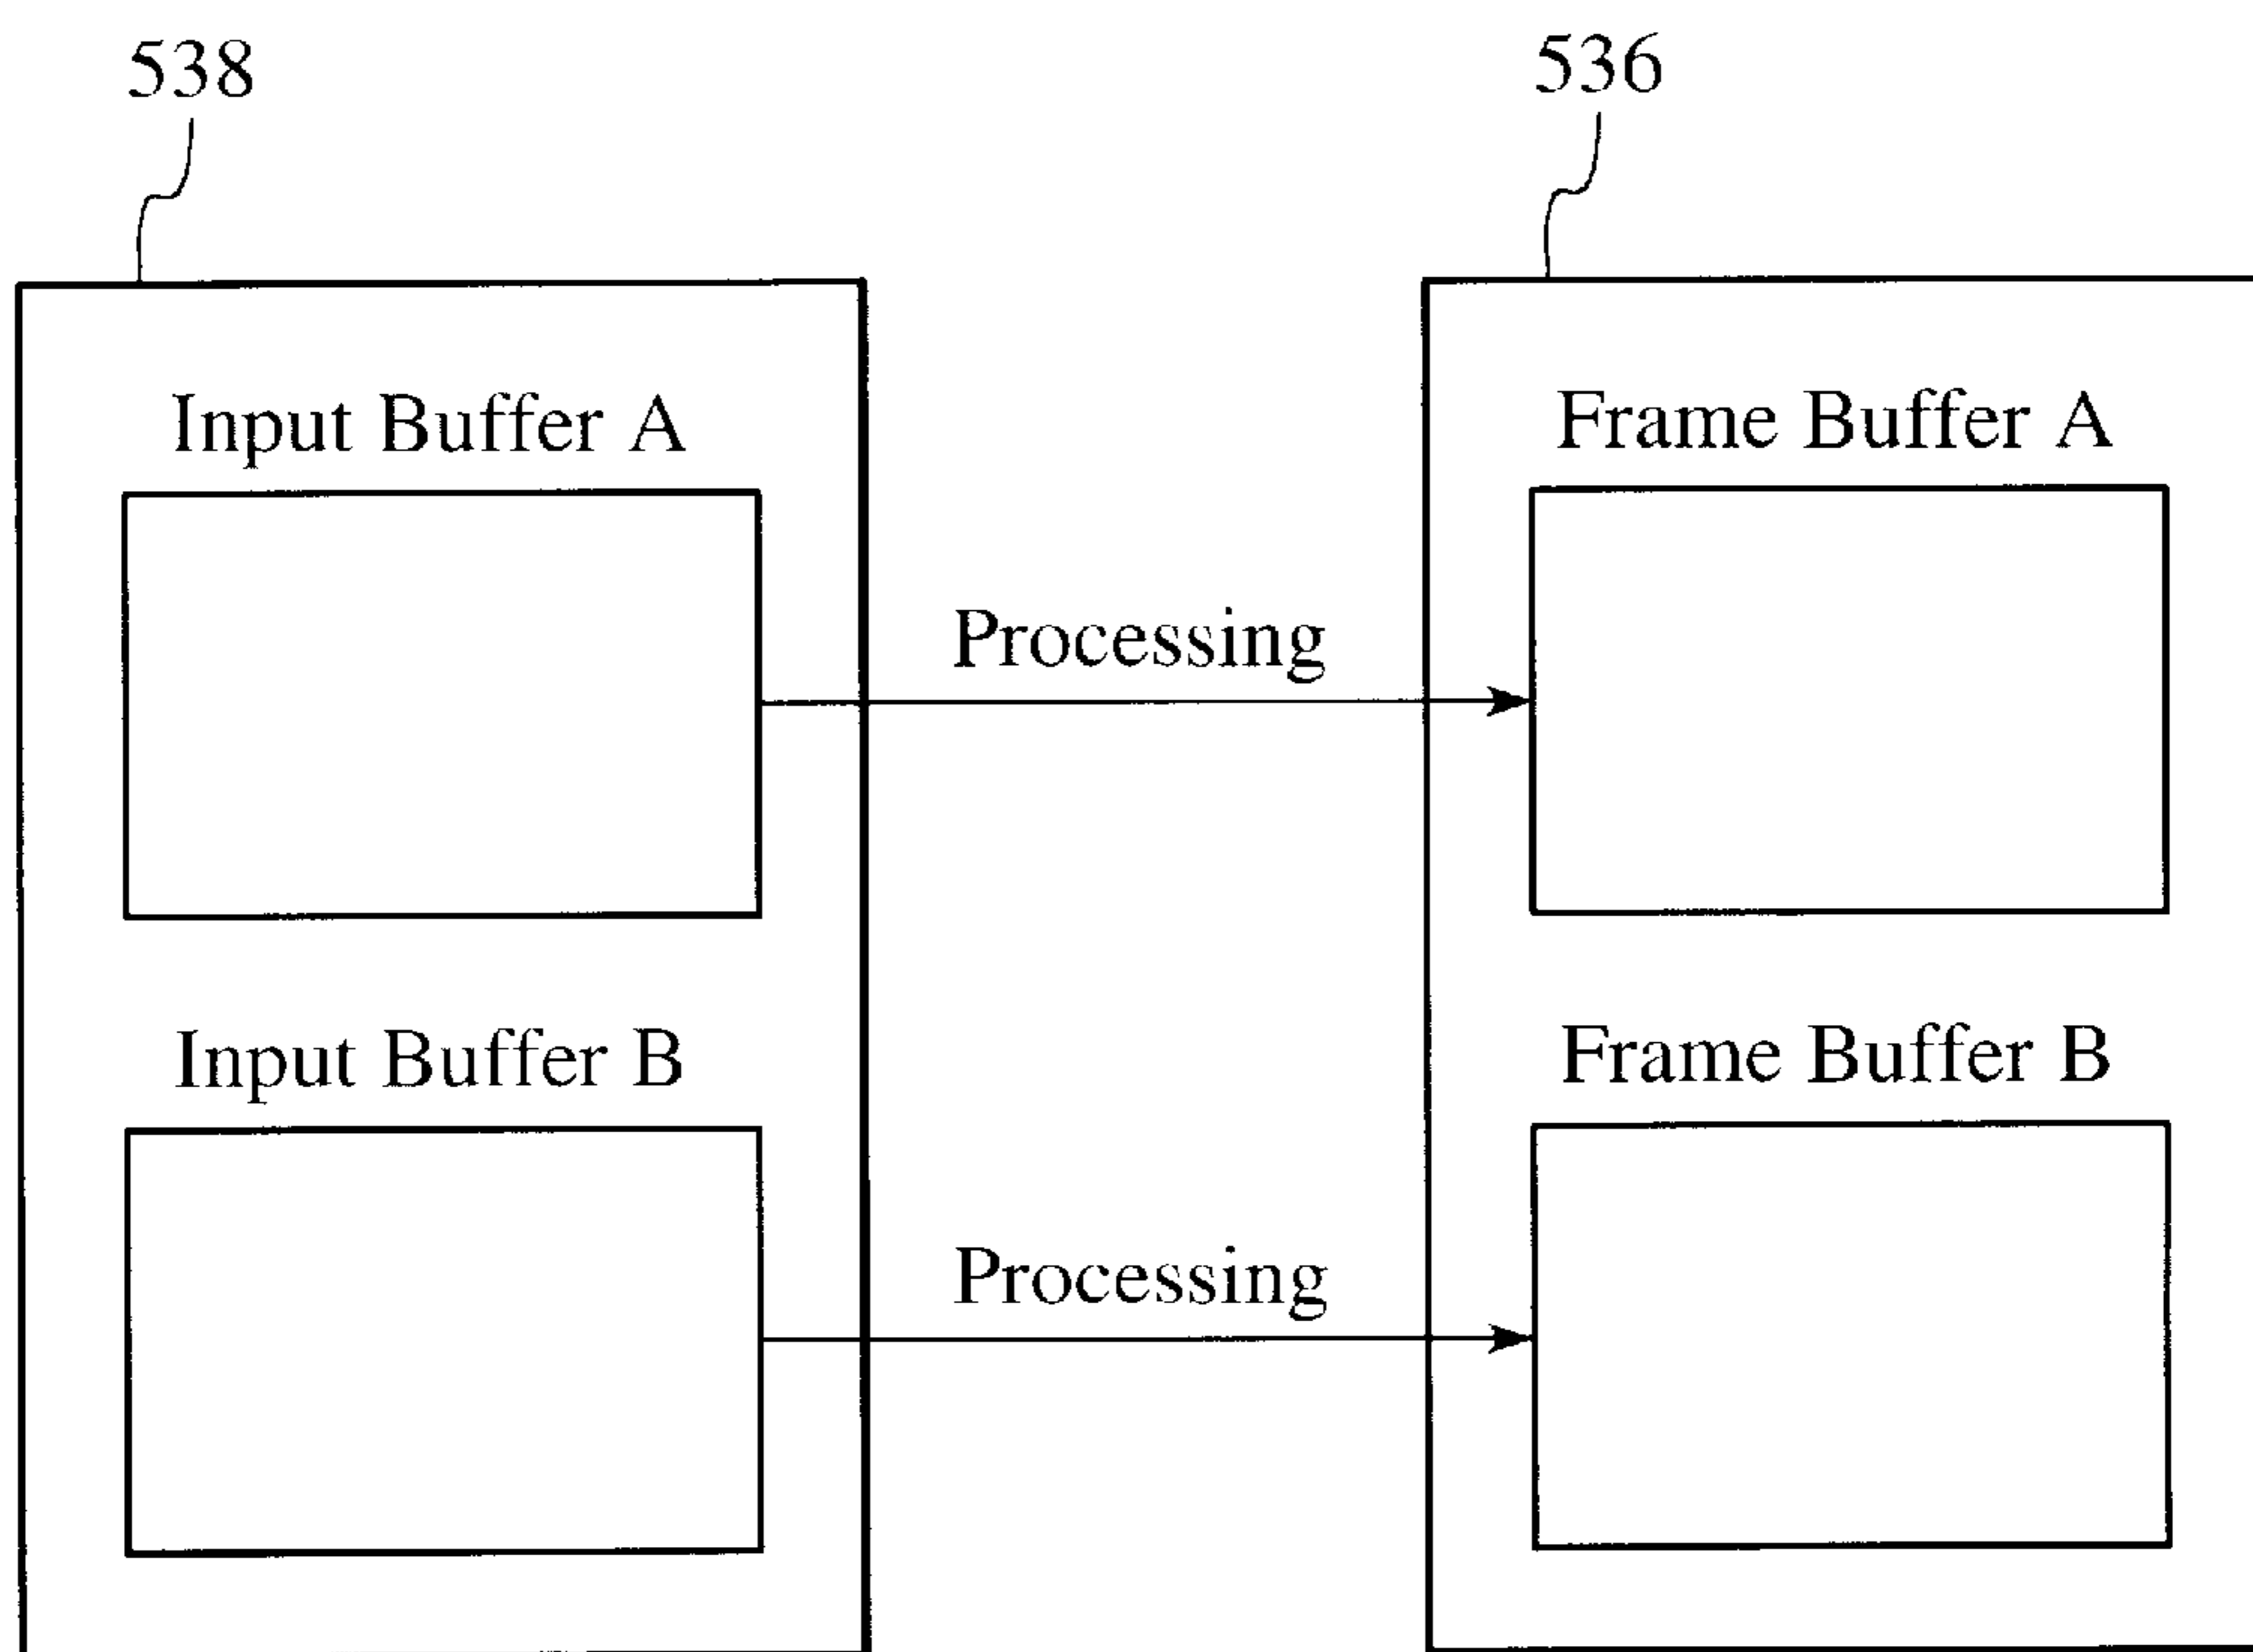 538
536
Input Buffer A
Frame Buffer A
Processing
Input Buffer B
Frame Buffer B
Processing